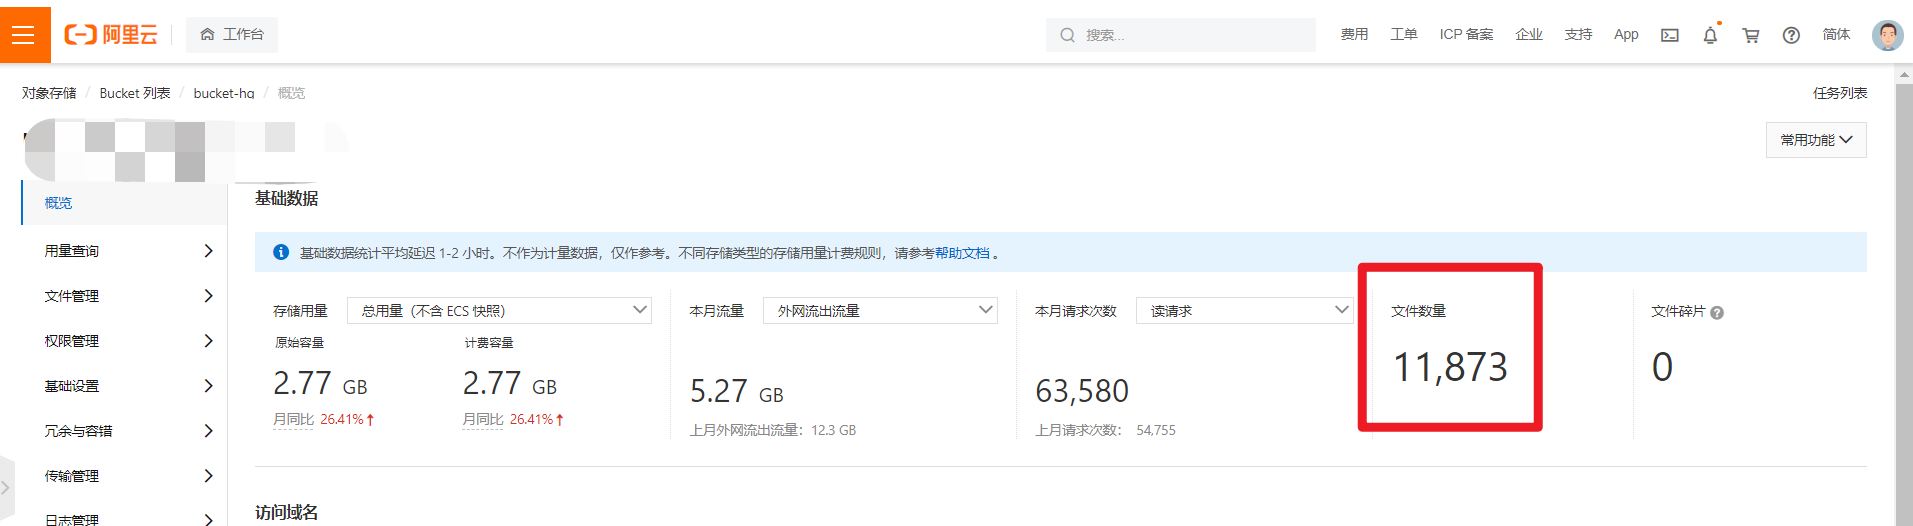 阿里云 工作台 搜索... 费用 工单 ICP 备案 企业 支持 App 简体
对象存储 / Bucket 列表 / bucket-hq / 概览 任务列表
常用功能
概览
用量查询
文件管理
权限管理
基础设置
冗余与容错
传输管理
日志管理
基础数据
基础数据统计平均延迟 1-2 小时。不作为计量数据，仅作参考。不同存储类型的存储用量计费规则，请参考帮助文档 。
存储用量 总用量（不含 ECS 快照）
原始容量 计费容量
2.77 GB 2.77 GB
月同比 26.41% 月同比 26.41%
本月流量 外网流出流量
5.27 GB
上月外网流出流量： 12.3 GB
本月请求次数 读请求
63,580
上月请求次数： 54,755
文件数量
11,873
文件碎片
0
访问域名